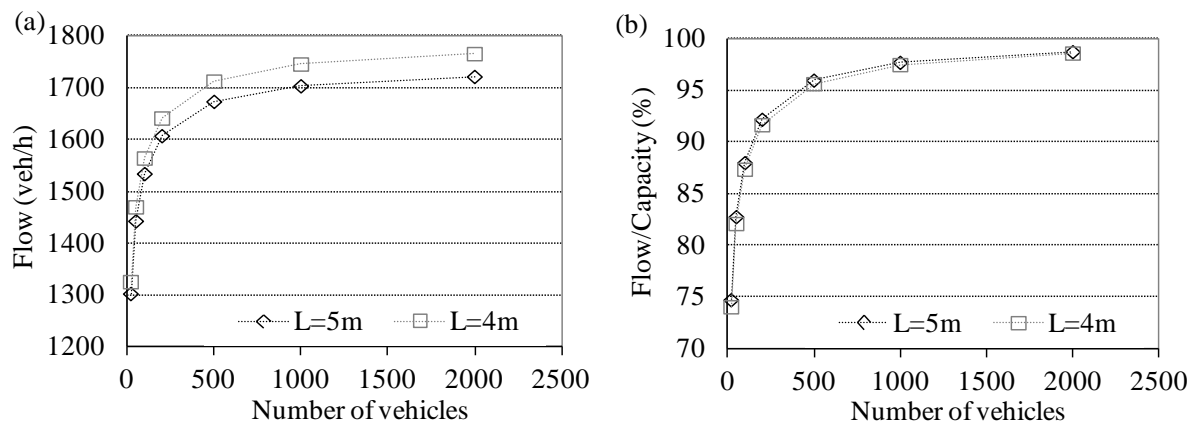 (a)
1800
1700
1600
1500
1400
1300
1200
Flow (veh/h)
L=5m L=4m
0 500 1000 1500 2000 2500
Number of vehicles
(b)
100
95
90
85
80
75
70
Flow/Capacity (%)
L=5m L=4m
0 500 1000 1500 2000 2500
Number of vehicles